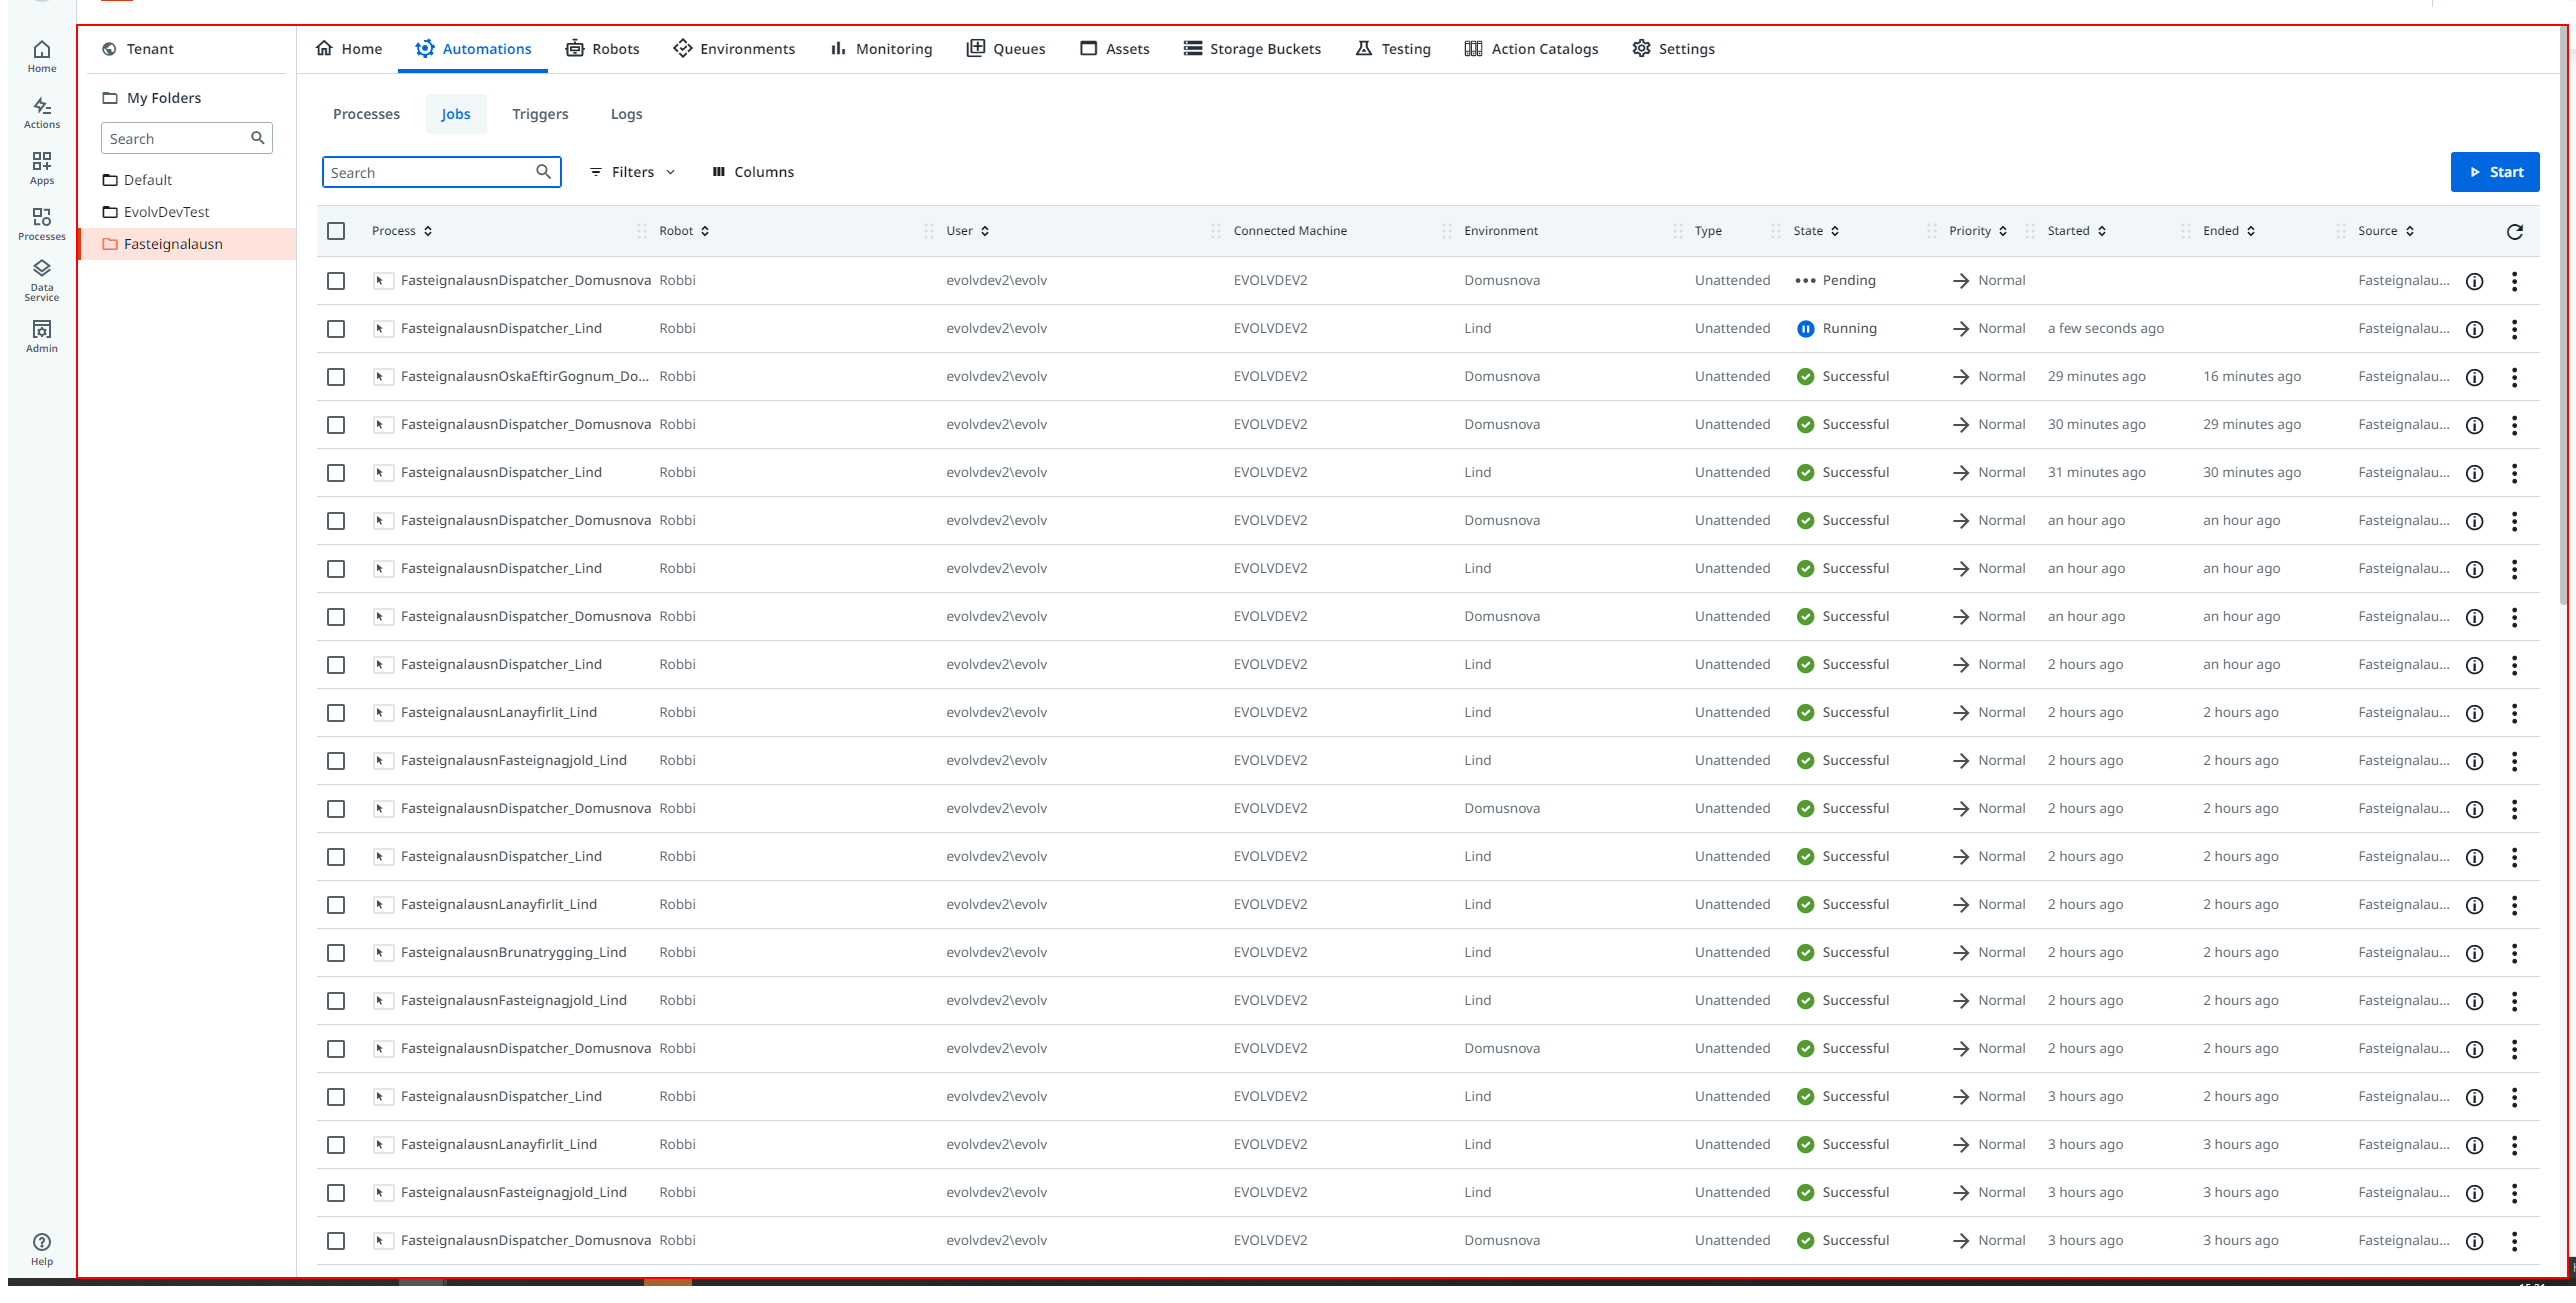 Home
Actions
Apps
Processes
Data
Service
Admin
Help
Tenant
My Folders
Search
Default
EvolvDevTest
Fasteignalausn
Home Automations Robots Environments Monitoring Queues Assets Storage Buckets Testing Action Catalogs Settings
Processes Jobs Triggers Logs
Search Filters Columns Start
Process Robot User Connected Machine Environment Type State Priority Started Ended Source
FasteignalausnDispatcher_Domusnova Robbi evolvdev2\evolv EVOLVDEV2 Domusnova Unattended Pending Normal Fasteignalau...
FasteignalausnDispatcher_Lind Robbi evolvdev2\evolv EVOLVDEV2 Lind Unattended Running Normal a few seconds ago Fasteignalau...
FasteignalausnOskaEftirGognum_Do... Robbi evolvdev2\evolv EVOLVDEV2 Domusnova Unattended Successful Normal 29 minutes ago 16 minutes ago Fasteignalau...
FasteignalausnDispatcher_Domusnova Robbi evolvdev2\evolv EVOLVDEV2 Domusnova Unattended Successful Normal 30 minutes ago 29 minutes ago Fasteignalau...
FasteignalausnDispatcher_Lind Robbi evolvdev2\evolv EVOLVDEV2 Lind Unattended Successful Normal 31 minutes ago 30 minutes ago Fasteignalau...
FasteignalausnDispatcher_Domusnova Robbi evolvdev2\evolv EVOLVDEV2 Domusnova Unattended Successful Normal an hour ago an hour ago Fasteignalau...
FasteignalausnDispatcher_Lind Robbi evolvdev2\evolv EVOLVDEV2 Lind Unattended Successful Normal an hour ago an hour ago Fasteignalau...
FasteignalausnDispatcher_Domusnova Robbi evolvdev2\evolv EVOLVDEV2 Domusnova Unattended Successful Normal an hour ago an hour ago Fasteignalau...
FasteignalausnDispatcher_Lind Robbi evolvdev2\evolv EVOLVDEV2 Lind Unattended Successful Normal 2 hours ago an hour ago Fasteignalau...
FasteignalausnLanayfirlit_Lind Robbi evolvdev2\evolv EVOLVDEV2 Lind Unattended Successful Normal 2 hours ago 2 hours ago Fasteignalau...
FasteignalausnFasteignagjold_Lind Robbi evolvdev2\evolv EVOLVDEV2 Lind Unattended Successful Normal 2 hours ago 2 hours ago Fasteignalau...
FasteignalausnDispatcher_Domusnova Robbi evolvdev2\evolv EVOLVDEV2 Domusnova Unattended Successful Normal 2 hours ago 2 hours ago Fasteignalau...
FasteignalausnDispatcher_Lind Robbi evolvdev2\evolv EVOLVDEV2 Lind Unattended Successful Normal 2 hours ago 2 hours ago Fasteignalau...
FasteignalausnLanayfirlit_Lind Robbi evolvdev2\evolv EVOLVDEV2 Lind Unattended Successful Normal 2 hours ago 2 hours ago Fasteignalau...
FasteignalausnBrunatrygging_Lind Robbi evolvdev2\evolv EVOLVDEV2 Lind Unattended Successful Normal 2 hours ago 2 hours ago Fasteignalau...
FasteignalausnFasteignagjold_Lind Robbi evolvdev2\evolv EVOLVDEV2 Lind Unattended Successful Normal 2 hours ago 2 hours ago Fasteignalau...
FasteignalausnDispatcher_Domusnova Robbi evolvdev2\evolv EVOLVDEV2 Domusnova Unattended Successful Normal 2 hours ago 2 hours ago Fasteignalau...
FasteignalausnDispatcher_Lind Robbi evolvdev2\evolv EVOLVDEV2 Lind Unattended Successful Normal 3 hours ago 2 hours ago Fasteignalau...
FasteignalausnLanayfirlit_Lind Robbi evolvdev2\evolv EVOLVDEV2 Lind Unattended Successful Normal 3 hours ago 3 hours ago Fasteignalau...
FasteignalausnFasteignagjold_Lind Robbi evolvdev2\evolv EVOLVDEV2 Lind Unattended Successful Normal 3 hours ago 3 hours ago Fasteignalau...
FasteignalausnDispatcher_Domusnova Robbi evolvdev2\evolv EVOLVDEV2 Domusnova Unattended Successful Normal 3 hours ago 3 hours ago Fasteignalau...